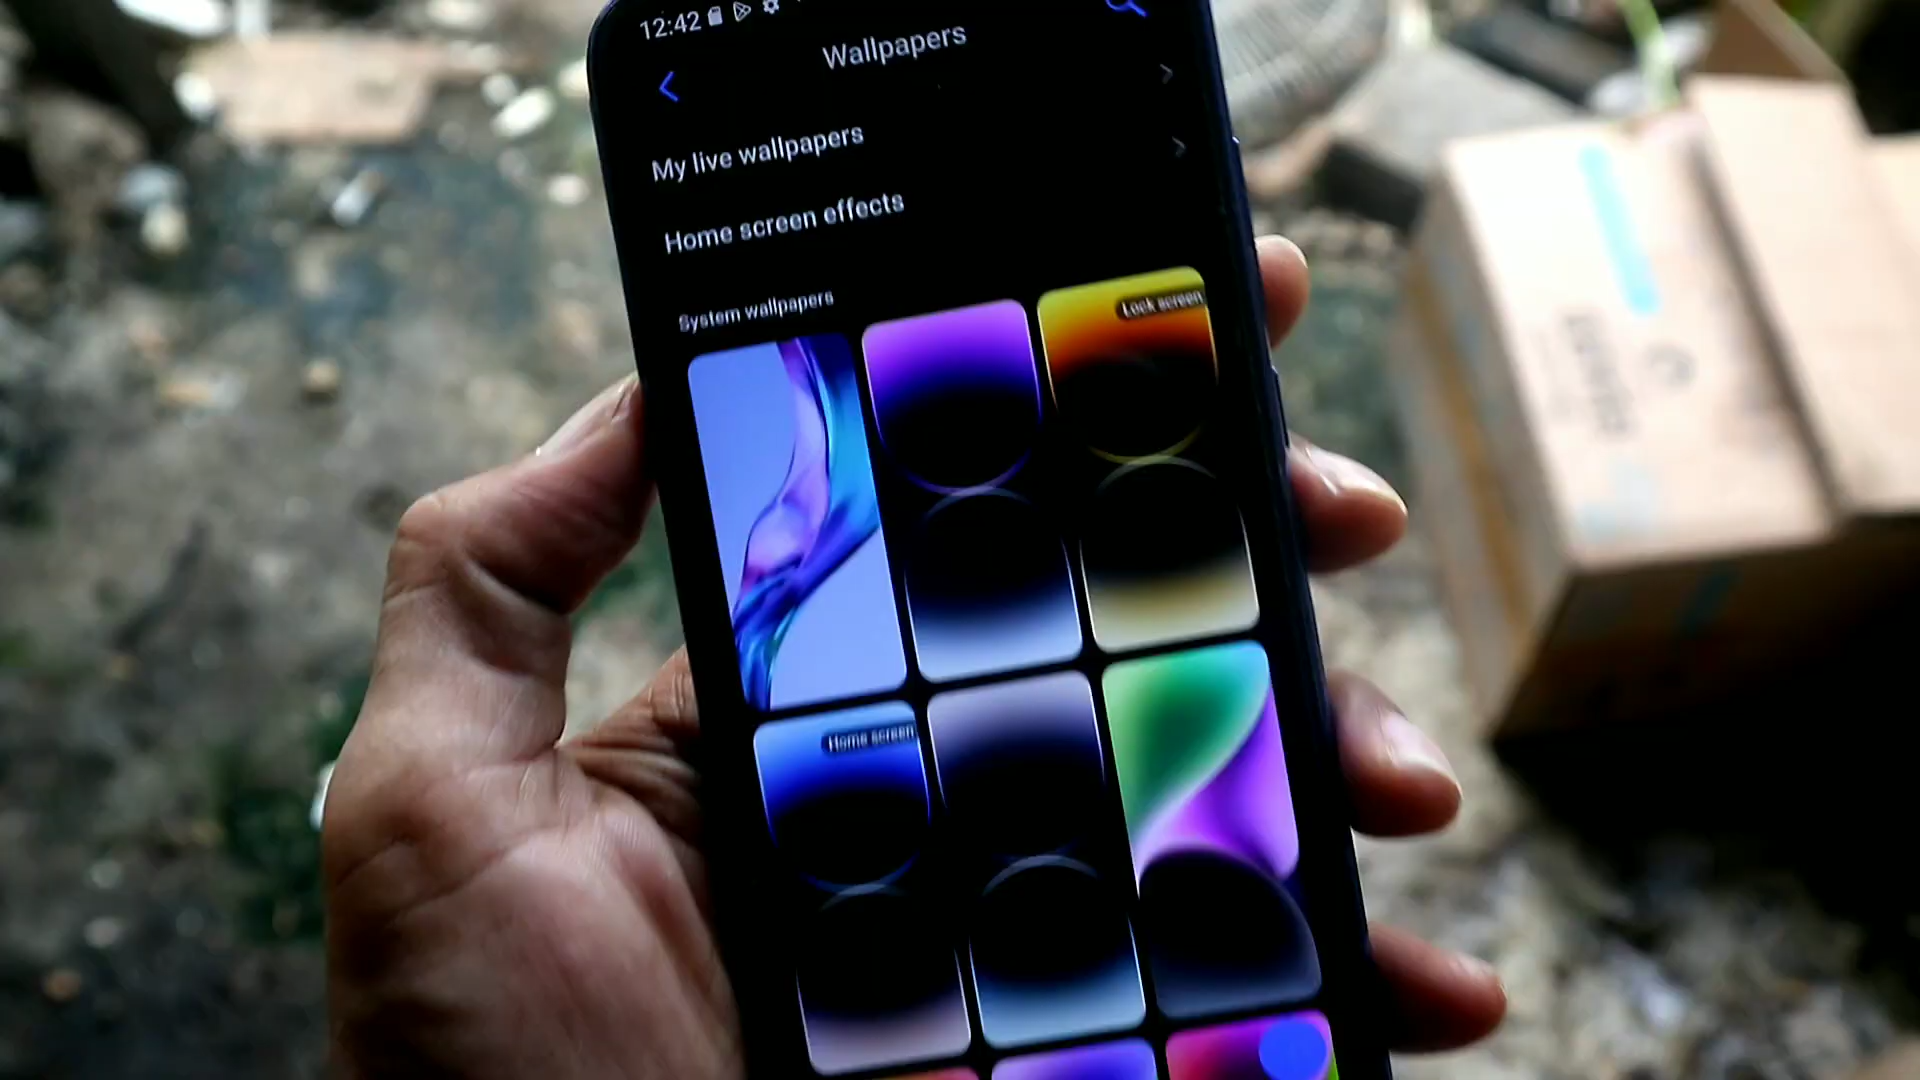 12:42
Wallpapers
My live wallpapers
Home screen effects
System wallpapers
Lock screen
Home screen